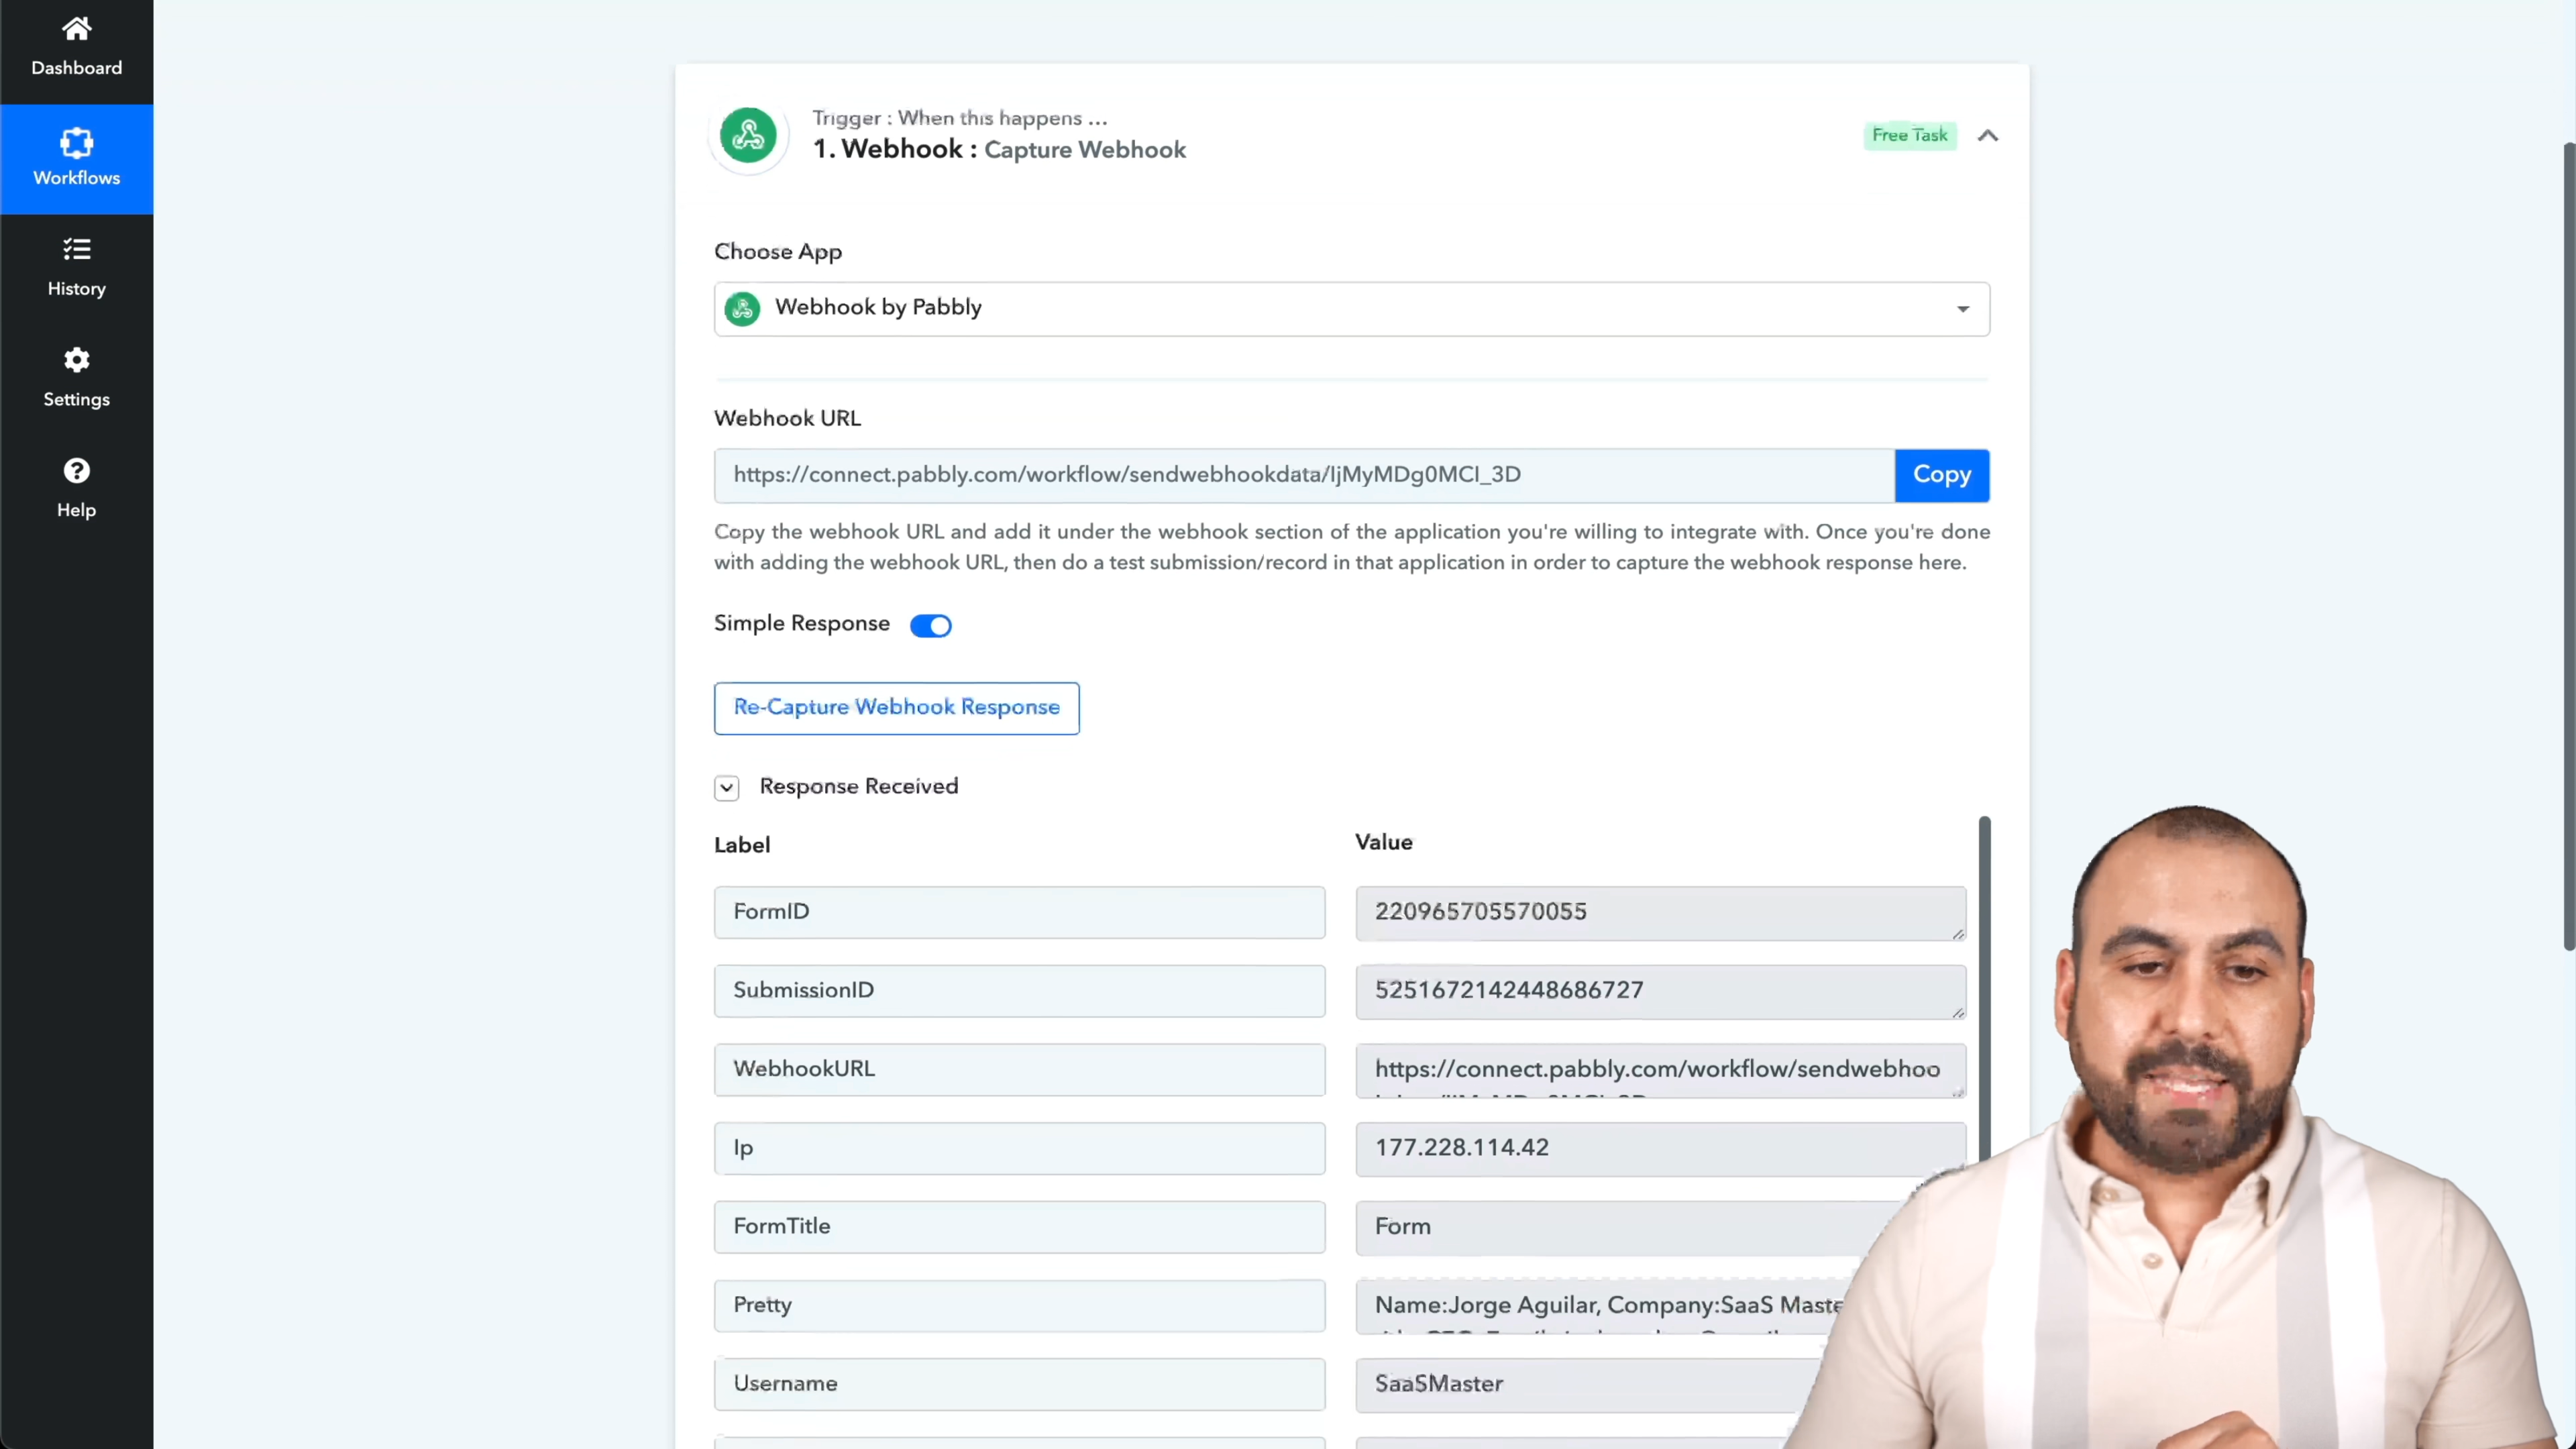 Dashboard
Workflows
History
Settings
Help
Trigger : When this happens ...
1. Webhook : Capture Webhook
Free Task
Choose App
Webhook by Pabbly
Webhook URL
https://connect.pabbly.com/workflow/sendwebhookdata/IjMyMDg0MCI_3D
Copy
Copy the webhook URL and add it under the webhook section of the application you're willing to integrate with. Once you're done
with adding the webhook URL, then do a test submission/record in that application in order to capture the webhook response here.
Simple Response
Re-Capture Webhook Response
Response Received
Label Value
FormID 220965705570055
SubmissionID 5251672142448686727
WebhookURL https://connect.pabbly.com/workflow/sendwebhoo
Ip 177.228.114.42
FormTitle Form
Pretty Name:Jorge Aguilar, Company:SaaS
Username SaaSMaster